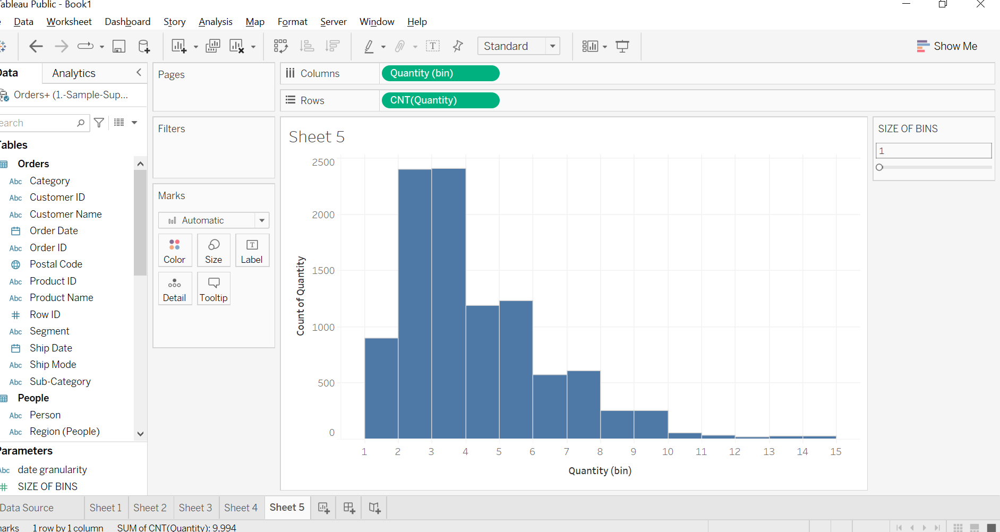 Tableau Public - Book1
Data Worksheet Dashboard Story Analysis Map Format Server Window Help
Standard
Show Me
Data Analytics
Orders+ (1.-Sample-Sup...
Search
Tables
Orders
Abc Category
Abc Customer ID
Abc Customer Name
Order Date
Abc Order ID
Postal Code
Abc Product ID
Abc Product Name
# Row ID
Abc Segment
Ship Date
Abc Ship Mode
Abc Sub-Category
People
Abc Person
Abc Region (People)
Parameters
Abc date granularity
# SIZE OF BINS
Pages
Filters
Marks
Automatic
Color Size Label
Detail Tooltip
Columns Quantity (bin)
Rows CNT(Quantity)
Sheet 5
2500
2000
1500
1000
500
0
Count of Quantity
1 2 3 4 5 6 7 8 9 10 11 12 13 14 15
Quantity (bin)
SIZE OF BINS
1
Data Source Sheet 1 Sheet 2 Sheet 3 Sheet 4 Sheet 5
marks 1 row by 1 column SUM of CNT(Quantity): 9,994